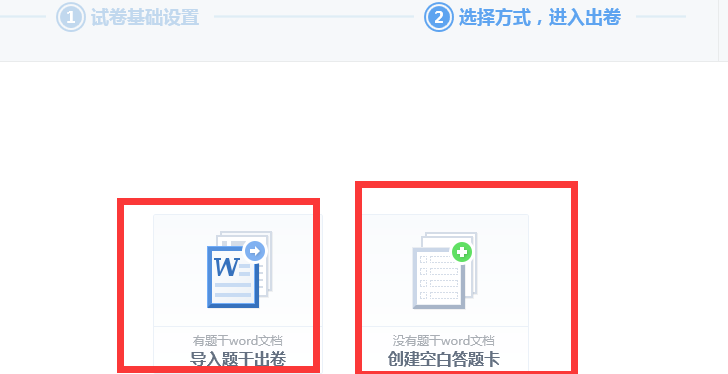 1 试卷基础设置
2 选择方式，进入出卷
W
有题干word文档
导入题干出卷
没有题干word文档
创建空白答题卡